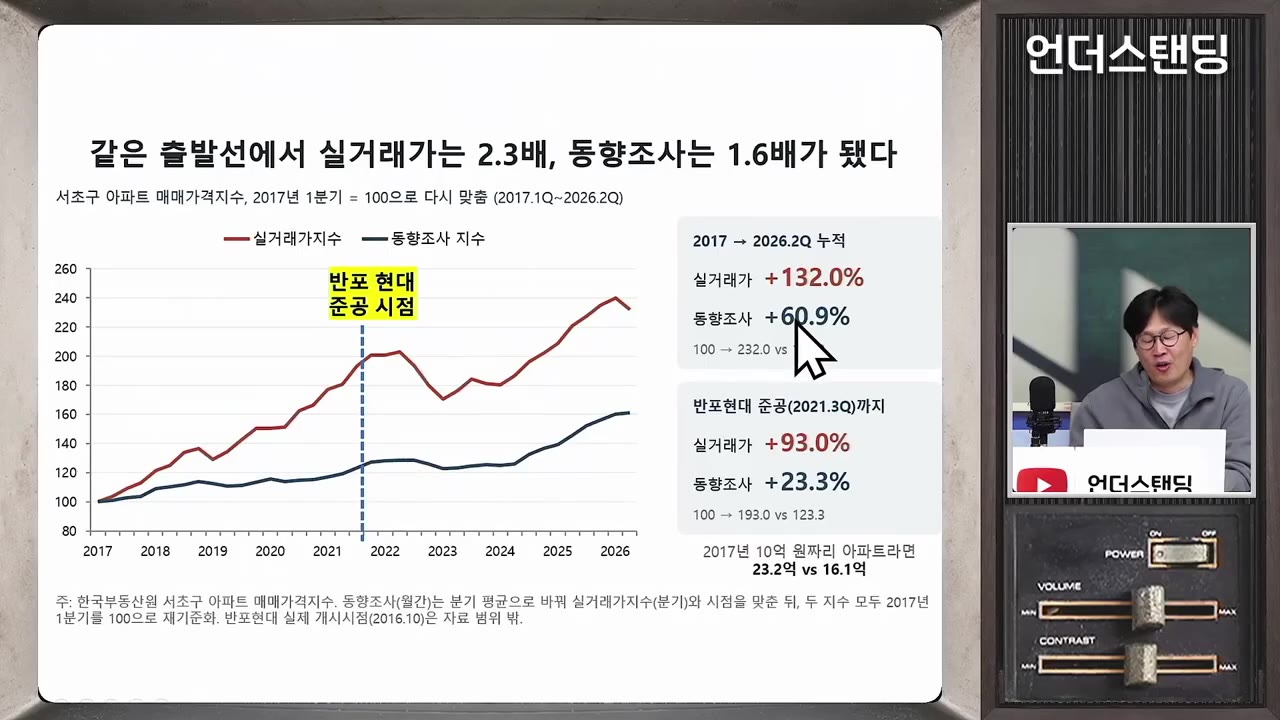 언더스탠딩
같은 출발선에서 실거래가는 2.3배, 동향조사는 1.6배가 됐다
서초구 아파트 매매가격지수, 2017년 1분기 = 100으로 다시 맞춤 (2017.1Q~2026.2Q)
실거래가지수 동향조사 지수
반포 현대
준공 시점
260
240
220
200
180
160
140
120
100
80
2017 2018 2019 2020 2021 2022 2023 2024 2025 2026
2017 → 2026.2Q 누적
실거래가 +132.0%
동향조사 +60.9%
100 → 232.0 vs
반포현대 준공(2021.3Q)까지
실거래가 +93.0%
동향조사 +23.3%
100 → 193.0 vs 123.3
2017년 10억 원짜리 아파트라면
23.2억 vs 16.1억
주: 한국부동산원 서초구 아파트 매매가격지수. 동향조사(월간)는 분기 평균으로 바꿔 실거래가지수(분기)와 시점을 맞춘 뒤, 두 지수 모두 2017년
1분기를 100으로 재기준화. 반포현대 실제 개시시점(2016.10)은 자료 범위 밖.
언더스탠딩
ON OFF
POWER
VOLUME
MIN MAX
CONTRAST
MIN MAX